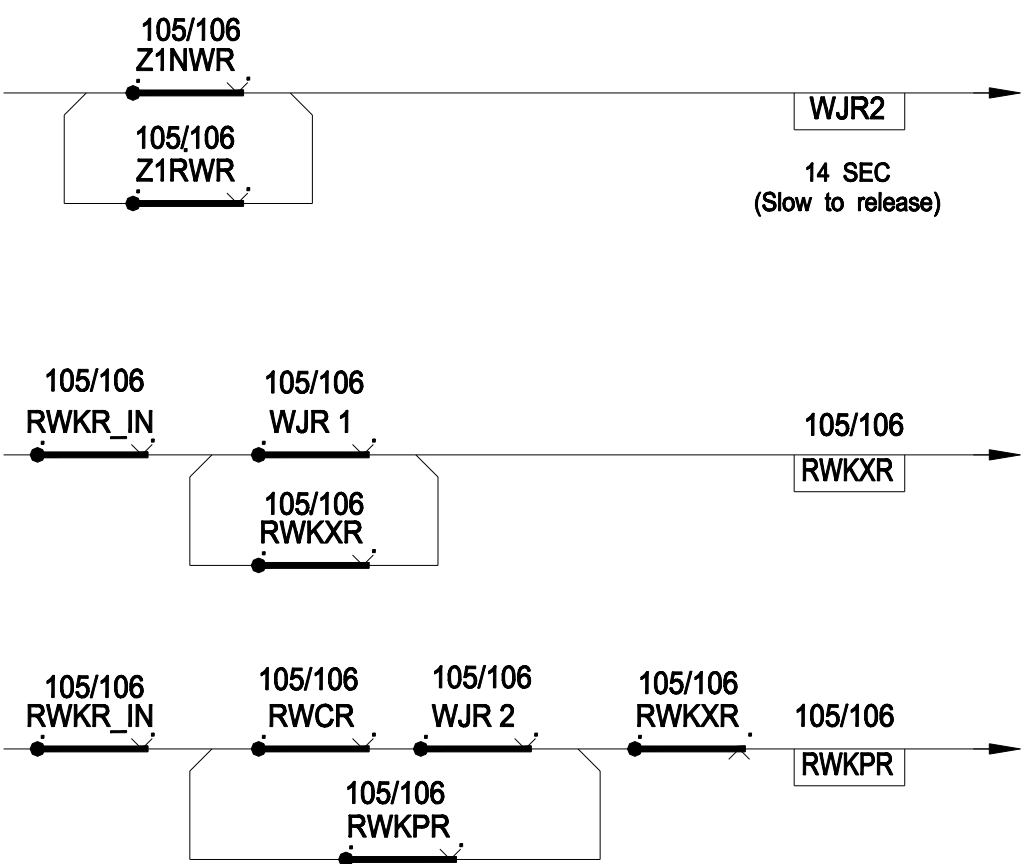 105/106
Z1NWR
105/106
Z1RWR
WJR2
14 SEC
(Slow to release)
105/106
RWKR_IN
105/106
WJR 1
105/106
RWKXR
105/106
RWKXR
105/106
RWKR_IN
105/106
RWCR
105/106
WJR 2
105/106
RWKXR
105/106
RWKPR
105/106
RWKPR